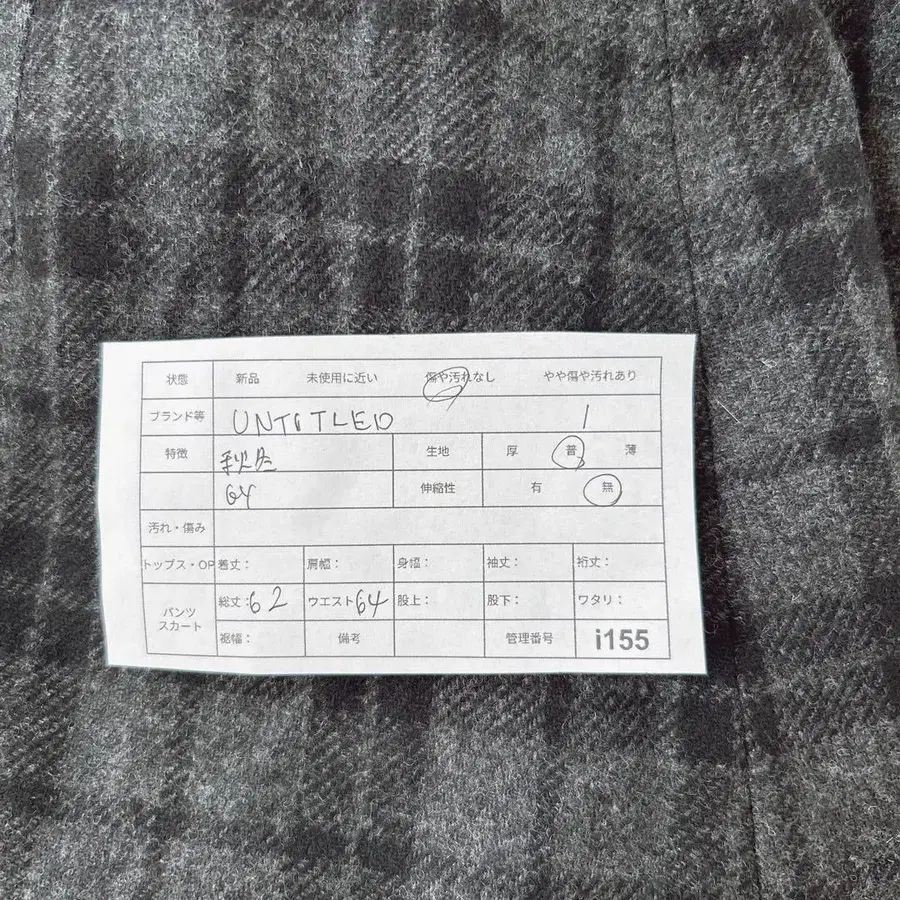 状態 新品 未使用に近い 傷や汚れなし やや傷や汚れあり
ブランド等 UNTITLED 1
特徴 秋冬 生地 厚 普 薄
64 伸縮性 有 無
汚れ・傷み
トップス・OP 着丈： 肩幅： 身幅： 袖丈： 裄丈：
パンツ スカート 総丈：62 ウエスト：64 股上： 股下： ワタリ：
裾幅： 備考 管理番号 i155